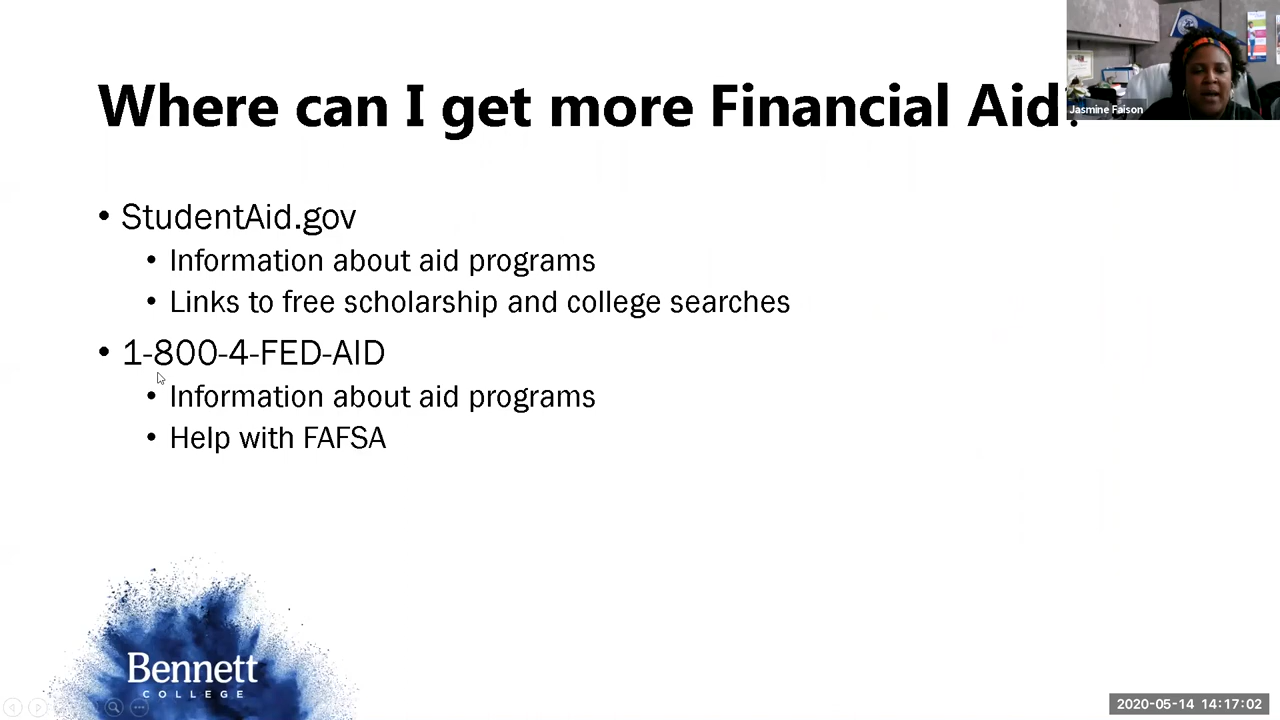 Where can I get more Financial Aid?
Jasmine Faison
• StudentAid.gov
• Information about aid programs
• Links to free scholarship and college searches
• 1-800-4-FED-AID
• Information about aid programs
• Help with FAFSA
Bennett
COLLEGE
2020-05-14 14:17:02